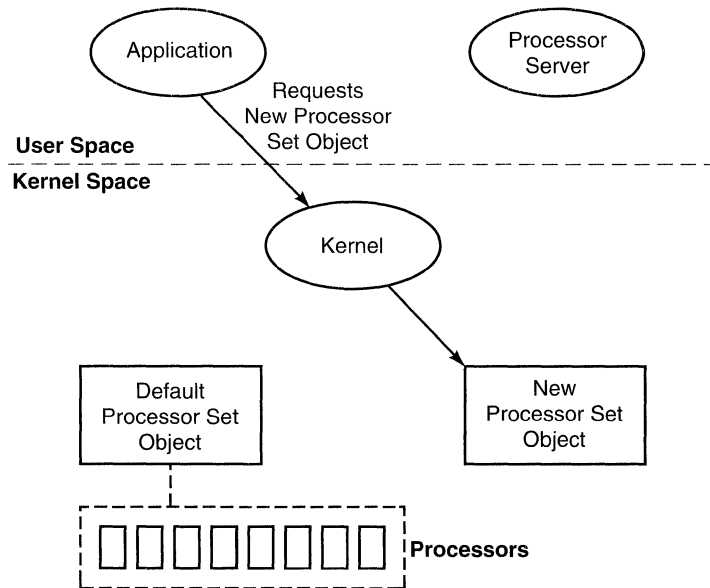 Application
Processor
Server
Requests
New Processor
Set Object
User Space
Kernel Space
Kernel
Default
Processor Set
Object
New
Processor Set
Object
Processors